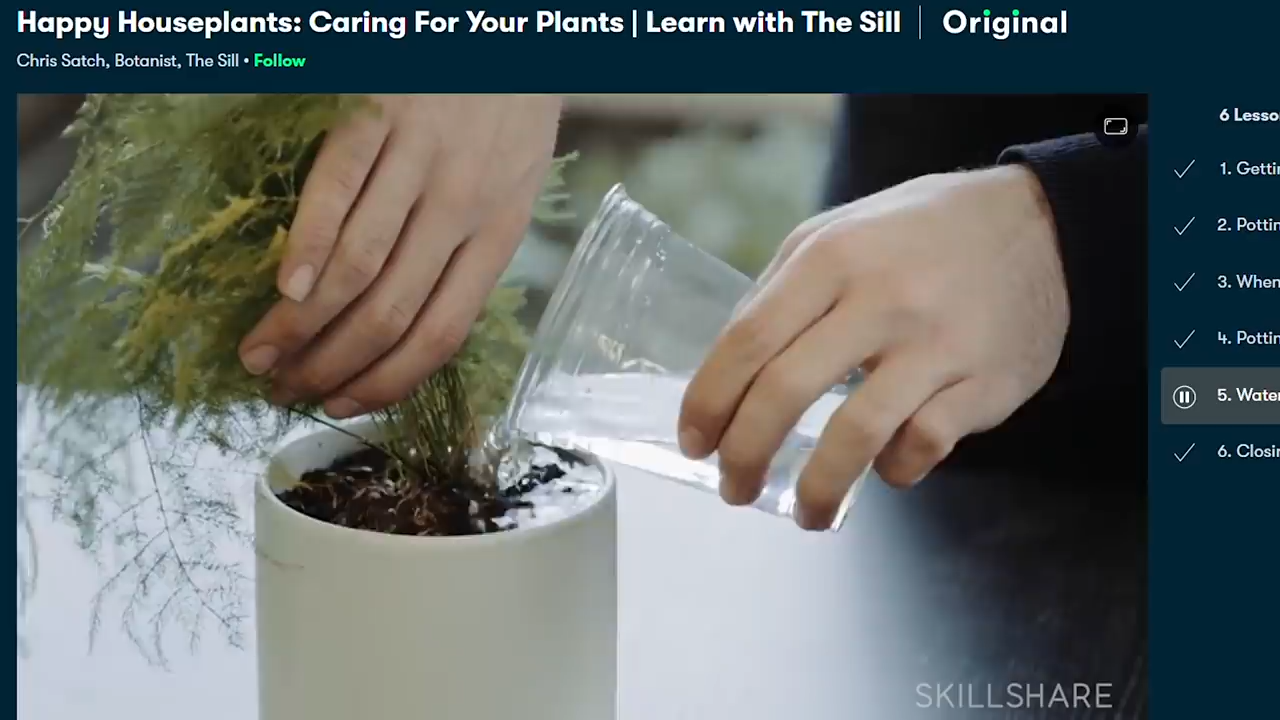 Happy Houseplants: Caring For Your Plants | Learn with The Sill | Original
Chris Satch, Botanist, The Sill • Follow
6 Lesso
1. Gettin
2. Pottin
3. When
4. Pottin
5. Water
6. Closin
SKILLSHARE